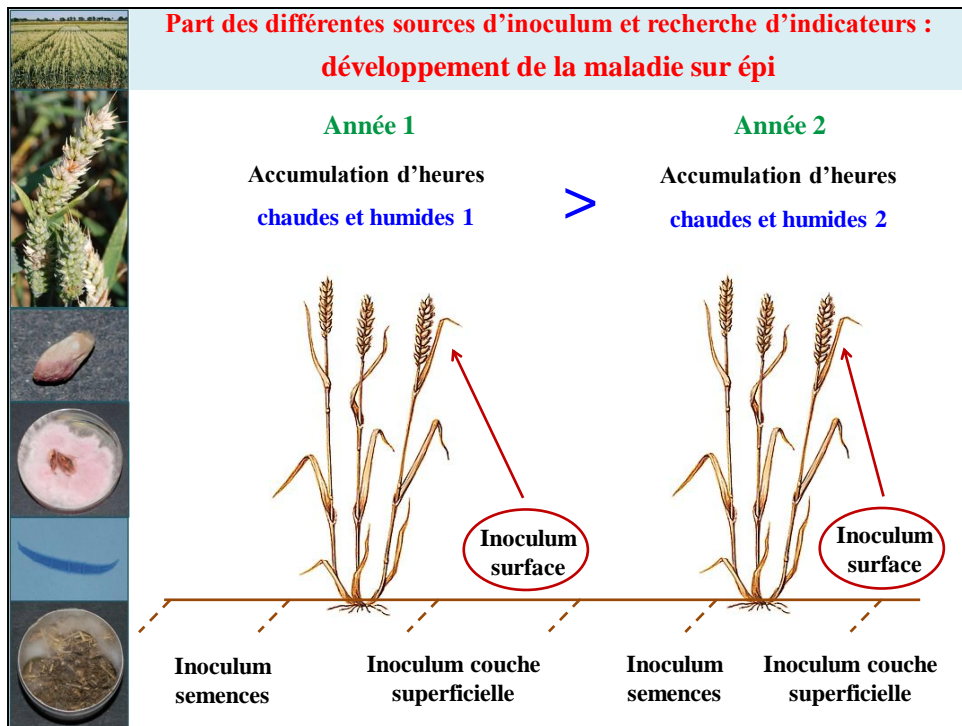 Part des différentes sources d’inoculum et recherche d’indicateurs :
développement de la maladie sur épi
Année 1
Accumulation d’heures
chaudes et humides 1
>
Année 2
Accumulation d’heures
chaudes et humides 2
Inoculum
surface
Inoculum
surface
Inoculum
semences
Inoculum couche
superficielle
Inoculum
semences
Inoculum couche
superficielle